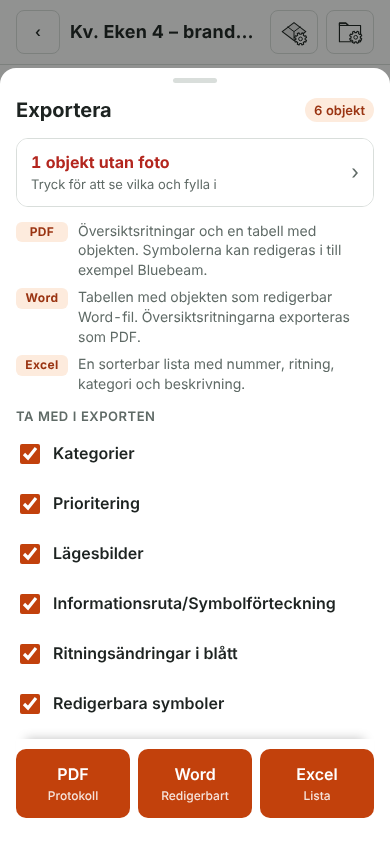 Kv. Eken 4 – brand...
Exportera
6 objekt
1 objekt utan foto
Tryck för att se vilka och fylla i
PDF
Översiktsritningar och en tabell med
objekten. Symbolerna kan redigeras i till
exempel Bluebeam.
Word
Tabellen med objekten som redigerbar
Word-fil. Översiktsritningarna exporteras
som PDF.
Excel
En sorterbar lista med nummer, ritning,
kategori och beskrivning.
TA MED I EXPORTEN
Kategorier
Prioritering
Lägesbilder
Informationsruta/Symbolförteckning
Ritningsändringar i blått
Redigerbara symboler
PDF
Protokoll
Word
Redigerbart
Excel
Lista